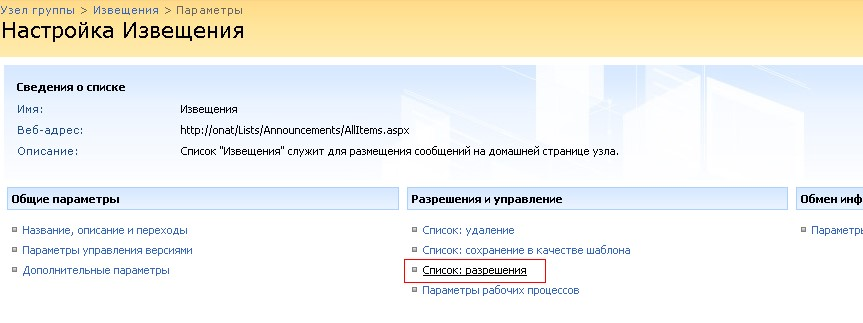 Узел группы > Извещения > Параметры
Настройка Извещения
Сведения о списке
Имя: Извещения
Веб-адрес: http://onat/Lists/Announcements/AllItems.aspx
Описание: Список "Извещения" служит для размещения сообщений на домашней странице узла.
Общие параметры Разрешения и управление Обмен инф
Название, описание и переходы Список: удаление Параметры
Параметры управления версиями Список: сохранение в качестве шаблона
Дополнительные параметры Список: разрешения
Параметры рабочих процессов